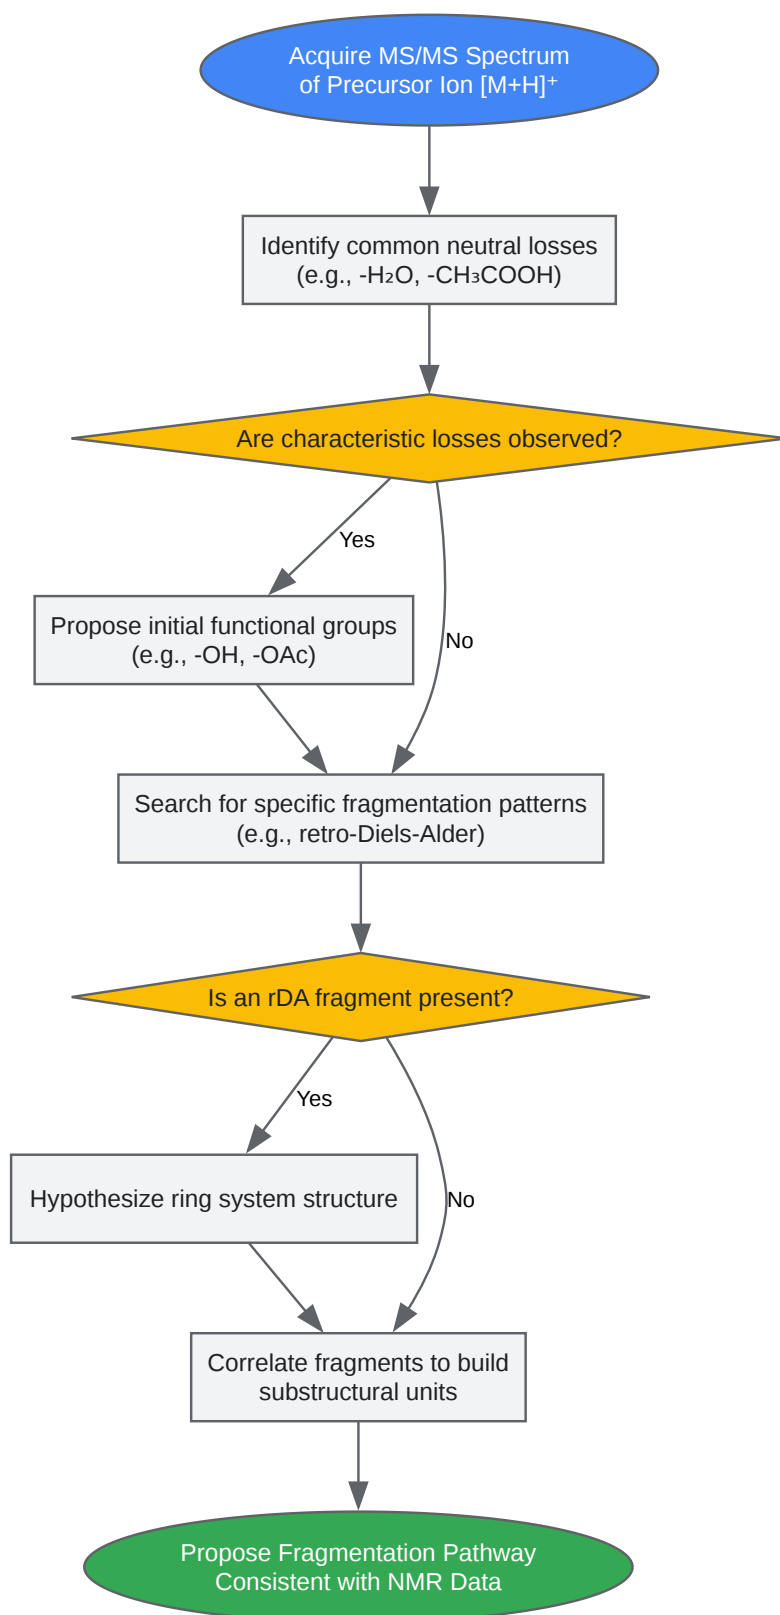 Acquire MS/MS Spectrum
of Precursor Ion [M+H]⁺
Identify common neutral losses
(e.g., -H₂O, -CH₃COOH)
Are characteristic losses observed?
Yes
Propose initial functional groups
(e.g., -OH, -OAc)
No
Search for specific fragmentation patterns
(e.g., retro-Diels-Alder)
Is an rDA fragment present?
Yes
Hypothesize ring system structure
No
Correlate fragments to build
substructural units
Propose Fragmentation Pathway
Consistent with NMR Data